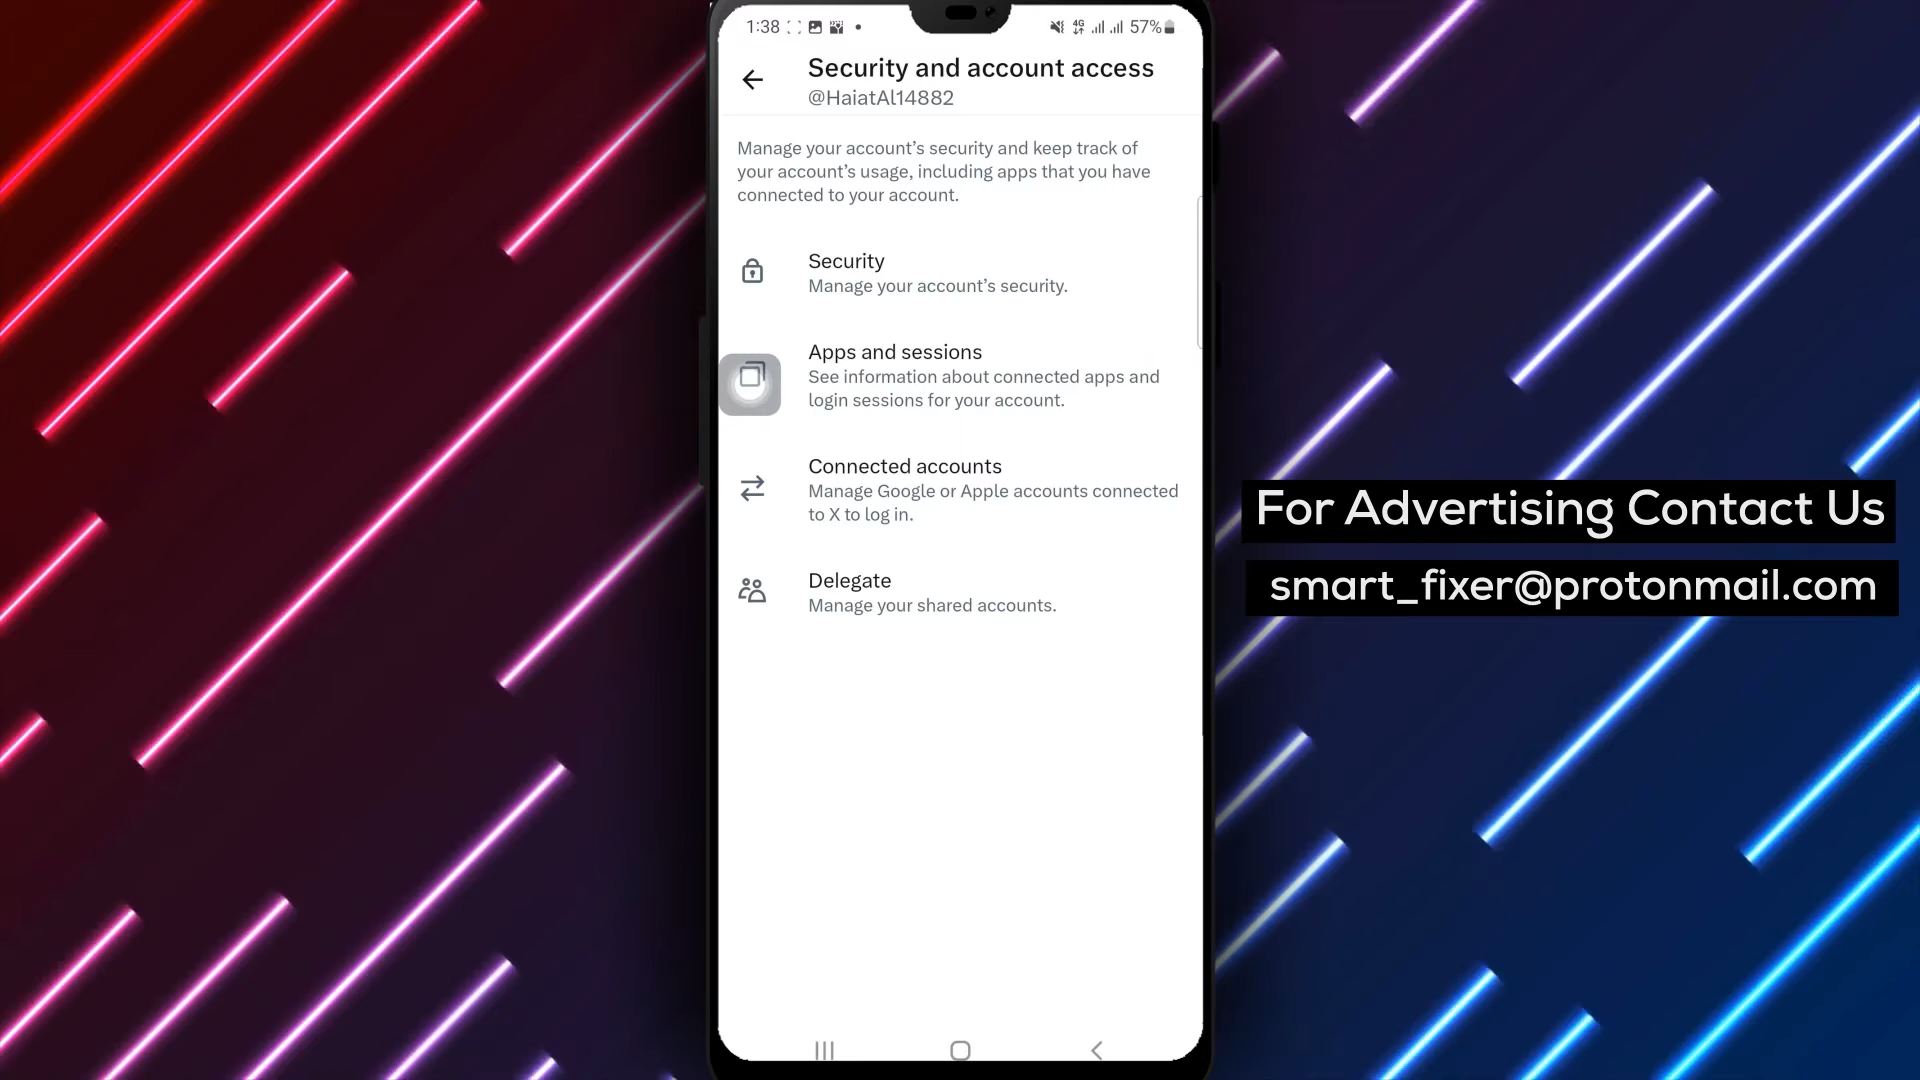 1:38
4G
57%
Security and account access
@HaiatAl14882
Manage your account’s security and keep track of
your account’s usage, including apps that you have
connected to your account.
Security
Manage your account’s security.
Apps and sessions
See information about connected apps and
login sessions for your account.
Connected accounts
Manage Google or Apple accounts connected
to X to log in.
Delegate
Manage your shared accounts.
For Advertising Contact Us
smart_fixer@protonmail.com